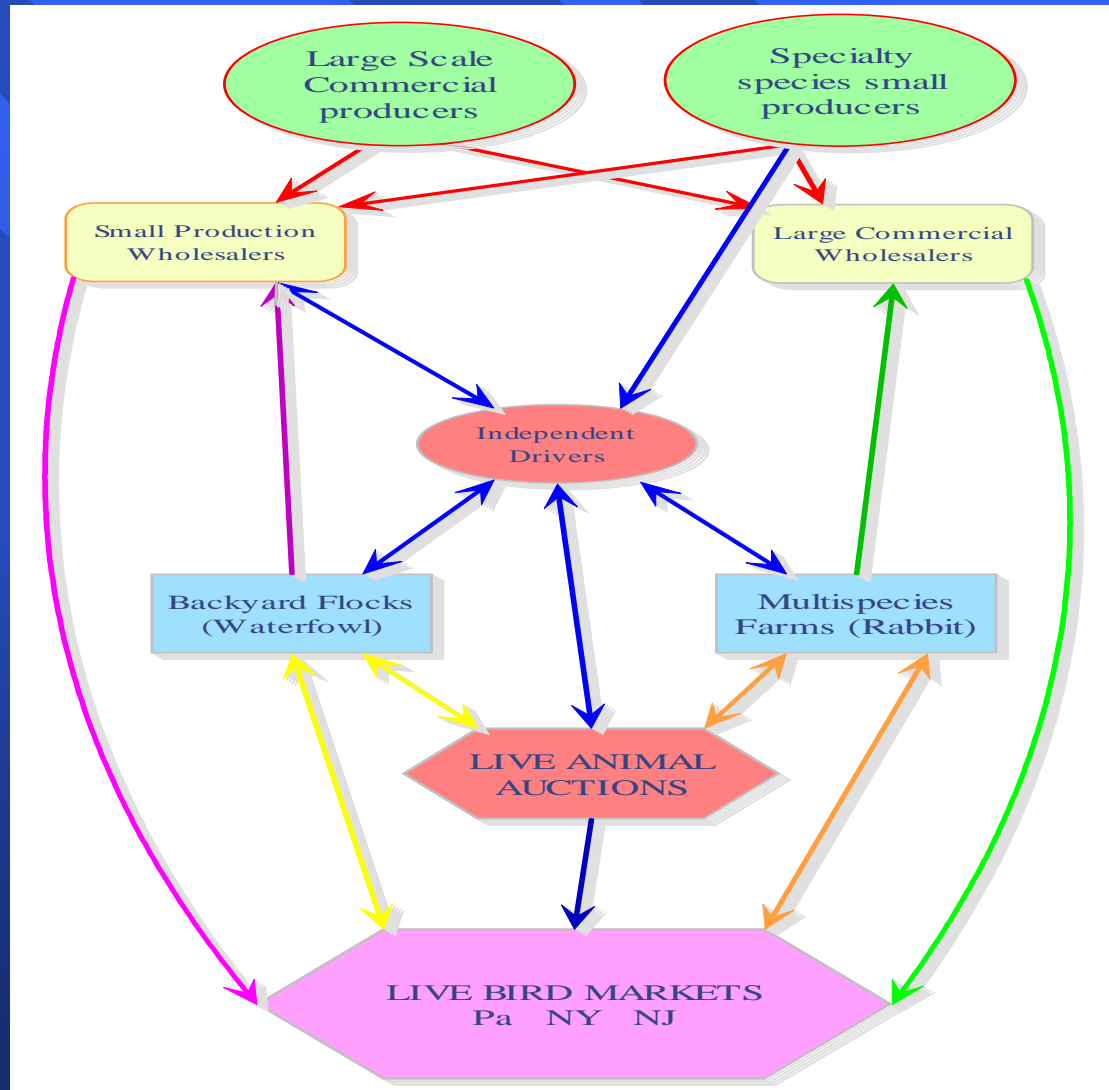 Large Scale
Commercial
producers
Specialty
species small
producers
Small Production
Wholesalers
Large Commercial
Wholesalers
Independent
Drivers
Backyard Flocks
(Waterfowl)
Multispecies
Farms (Rabbit)
LIVE ANIMAL
AUCTIONS
LIVE BIRD MARKETS
Pa NY NJ